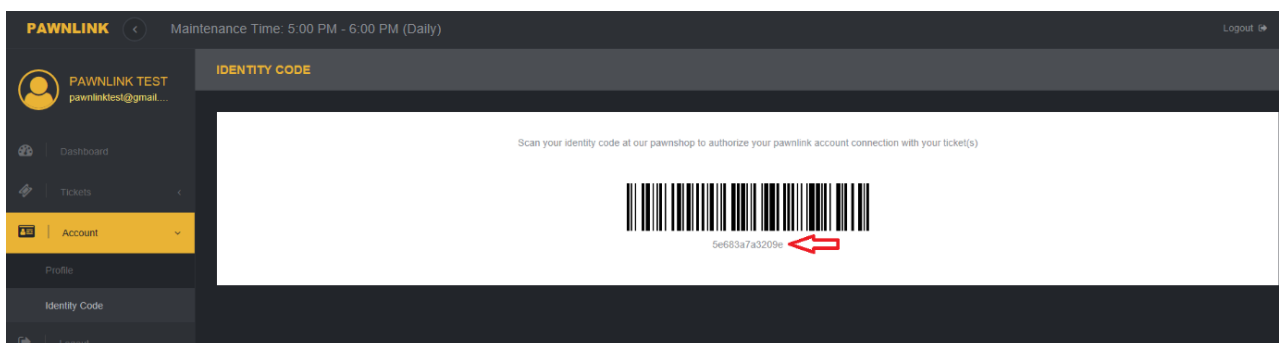 PAWNLINK
Maintenance Time: 5:00 PM - 6:00 PM (Daily)
Logout
PAWNLINK TEST
pawnlinktest@gmail....
IDENTITY CODE
Dashboard
Tickets
Account
Profile
Identity Code
Logout
Scan your identity code at our pawnshop to authorize your pawnlink account connection with your ticket(s)
5e683a7a3209e